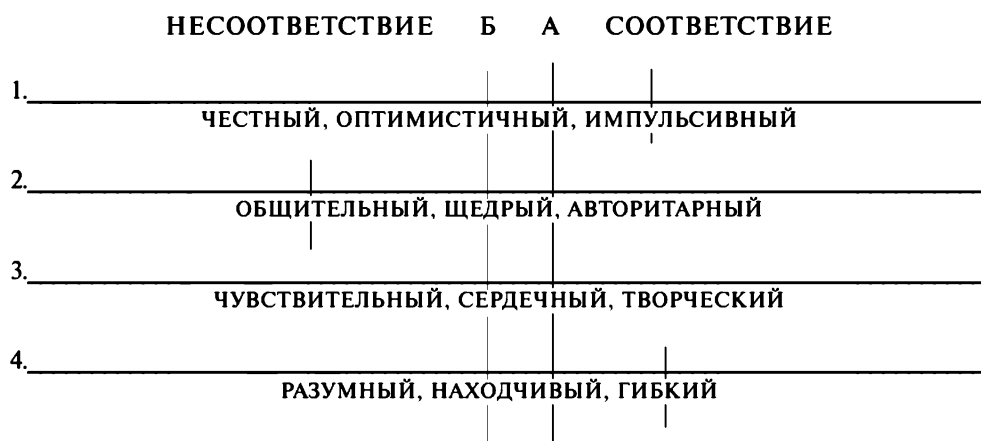 НЕСООТВЕТСТВИЕ Б А СООТВЕТСТВИЕ
1.
ЧЕСТНЫЙ, ОПТИМИСТИЧНЫЙ, ИМПУЛЬСИВНЫЙ
2.
ОБЩИТЕЛЬНЫЙ, ЩЕДРЫЙ, АВТОРИТАРНЫЙ
3.
ЧУВСТВИТЕЛЬНЫЙ, СЕРДЕЧНЫЙ, ТВОРЧЕСКИЙ
4.
РАЗУМНЫЙ, НАХОДЧИВЫЙ, ГИБКИЙ